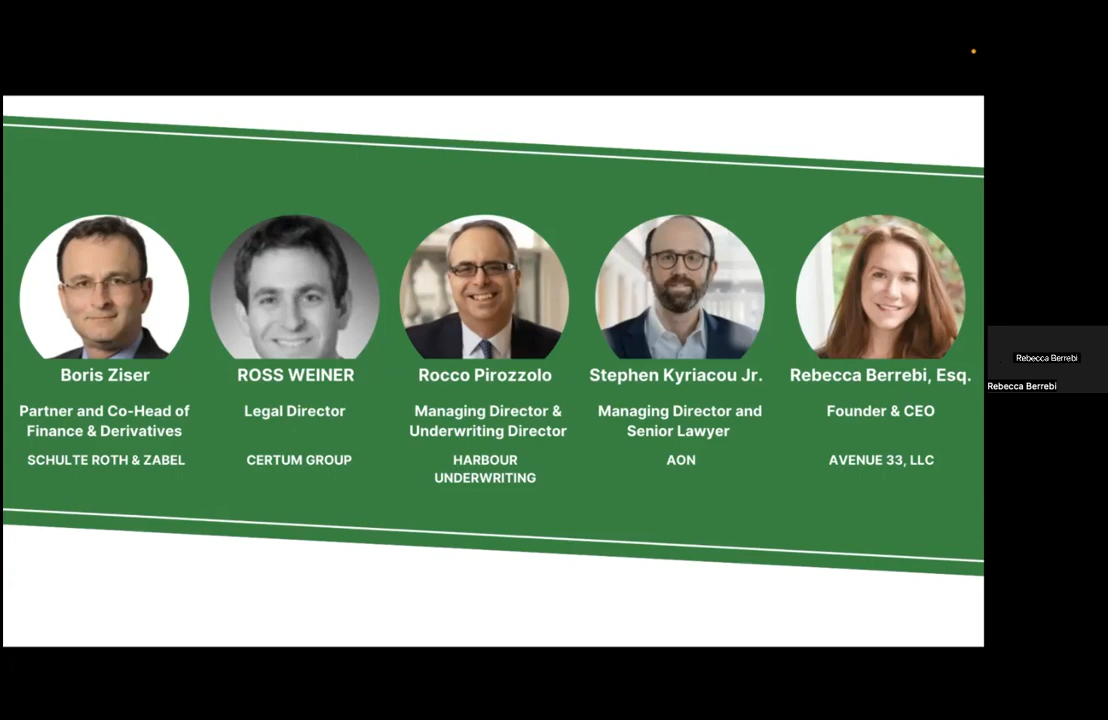 Boris Ziser
Partner and Co-Head of
Finance & Derivatives
SCHULTE ROTH & ZABEL
ROSS WEINER
Legal Director
CERTUM GROUP
Rocco Pirozzolo
Managing Director &
Underwriting Director
HARBOUR
UNDERWRITING
Stephen Kyriacou Jr.
Managing Director and
Senior Lawyer
AON
Rebecca Berrebi, Esq.
Founder & CEO
AVENUE 33, LLC
Rebecca Berrebi
Rebecca Berrebi